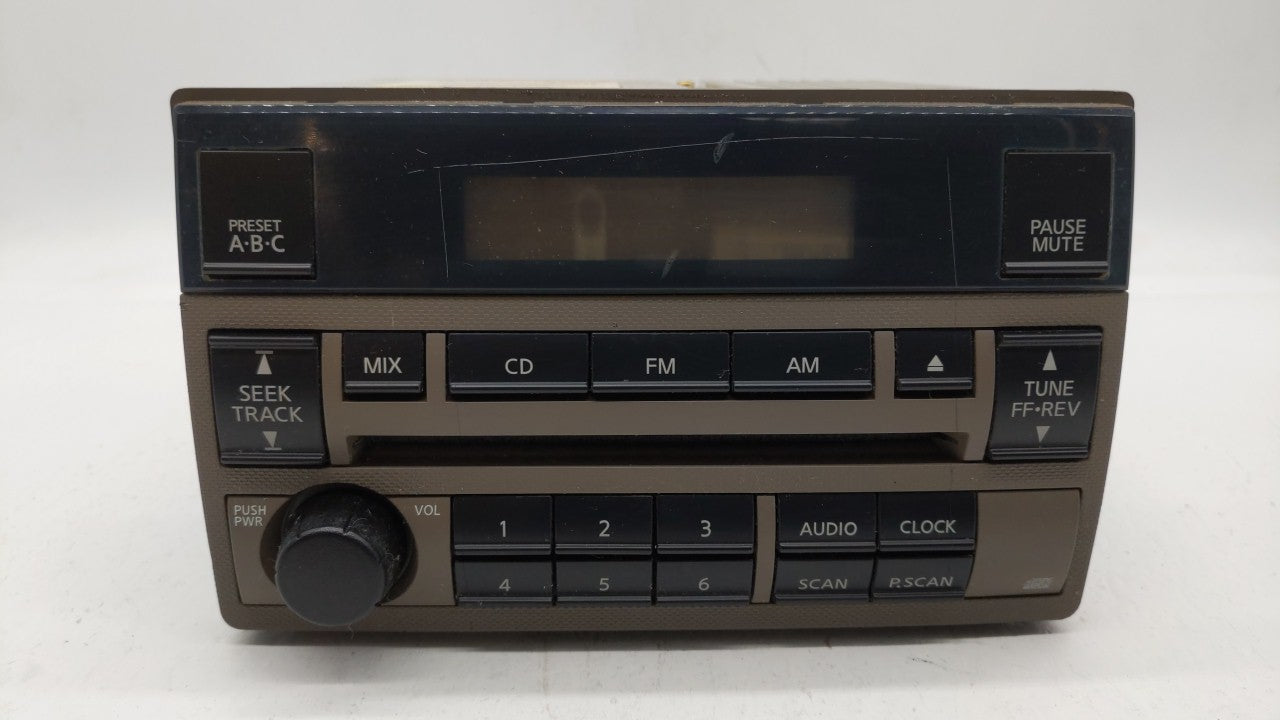 PRESET
A·B·C
PAUSE
MUTE
SEEK
TRACK
MIX
CD
FM
AM
TUNE
FF·REV
PUSH
PWR
VOL
1
2
3
AUDIO
CLOCK
4
5
6
SCAN
P.SCAN